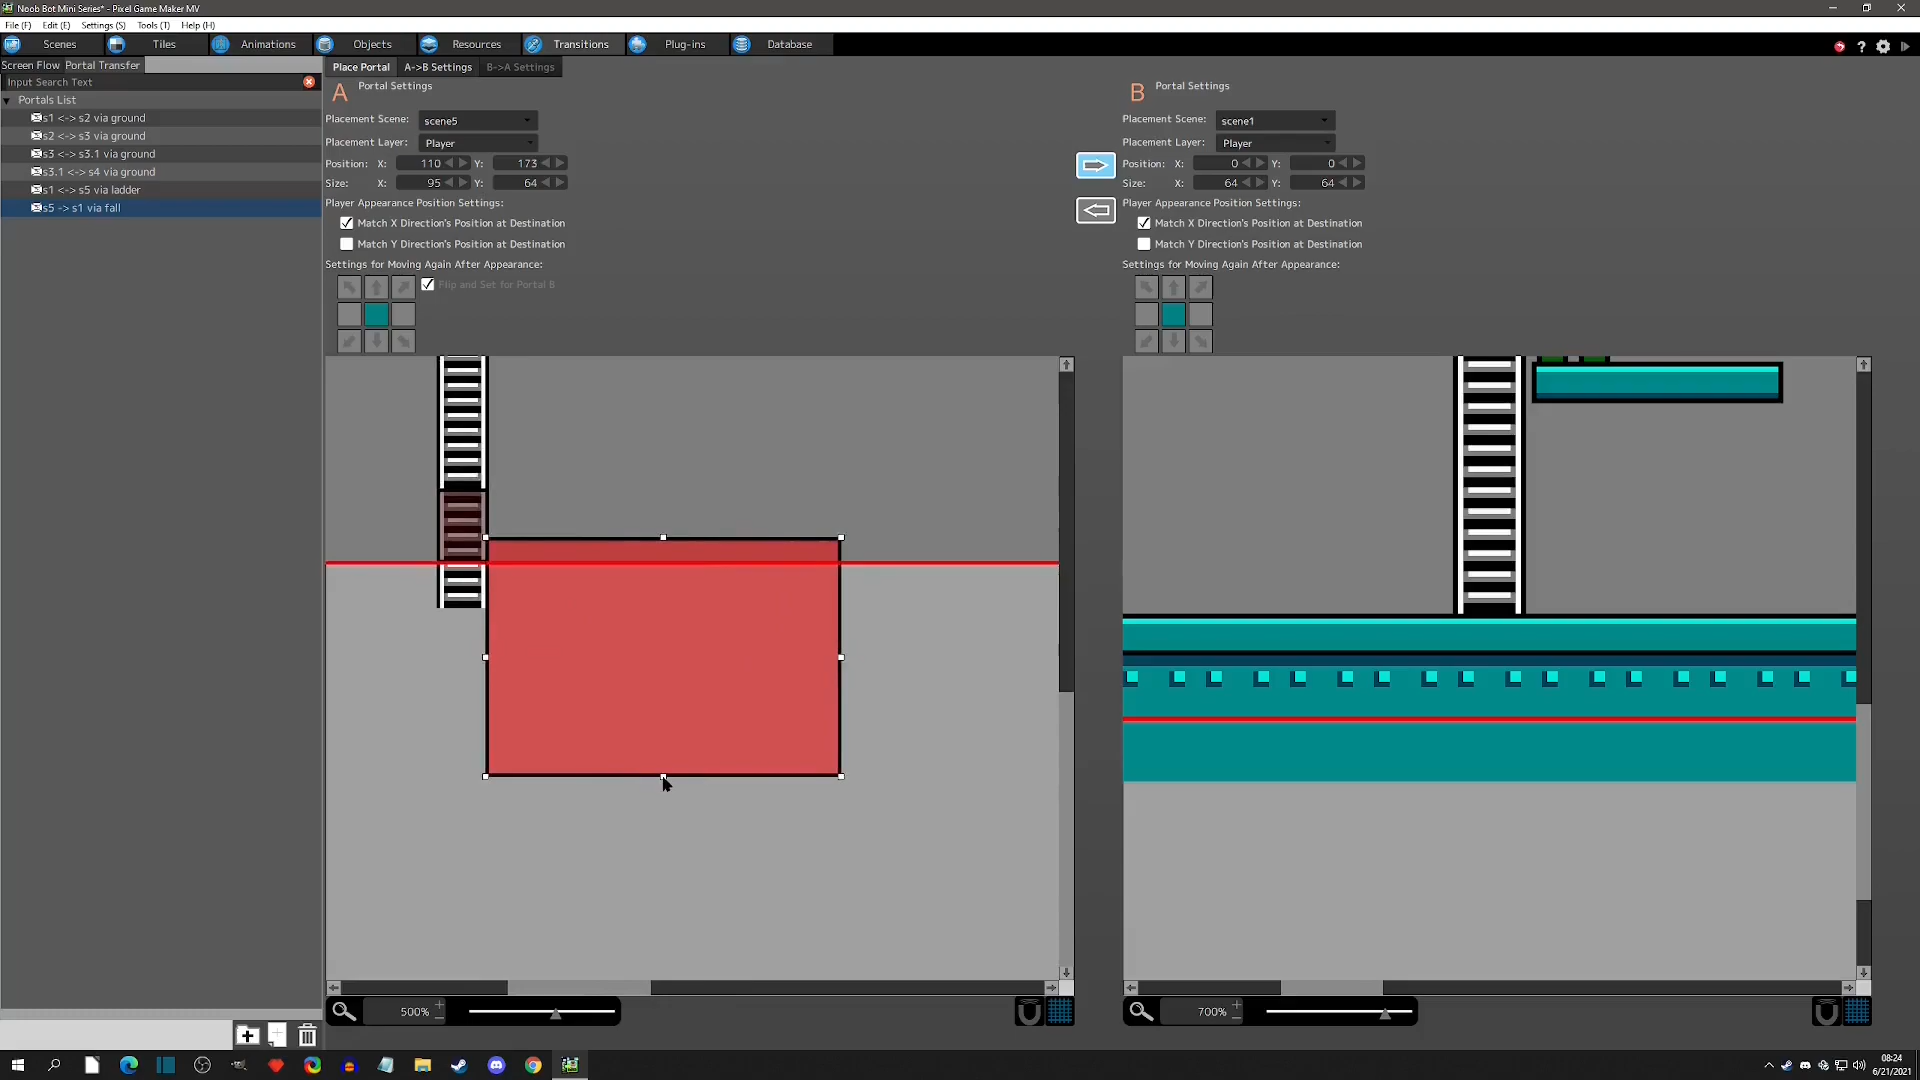 Noob Bot Mini Series* - Pixel Game Maker MV
File (F) Edit (E) Settings (S) Tools (T) Help (H)
Scenes Tiles Animations Objects Resources Transitions Plug-ins Database
Screen Flow Portal Transfer
Place Portal A->B Settings B->A Settings
Input Search Text
Portals List
s1 <-> s2 via ground
s2 <-> s3 via ground
s3 <-> s3.1 via ground
s3.1 <-> s4 via ground
s1 <-> s5 via ladder
s5 -> s1 via fall
A Portal Settings
Placement Scene: scene5
Placement Layer: Player
Position: X: 110 Y: 173
Size: X: 95 Y: 64
Player Appearance Position Settings:
Match X Direction's Position at Destination
Match Y Direction's Position at Destination
Settings for Moving Again After Appearance:
Flip and Set for Portal B
B Portal Settings
Placement Scene: scene1
Placement Layer: Player
Position: X: 0 Y: 0
Size: X: 64 Y: 64
Player Appearance Position Settings:
Match X Direction's Position at Destination
Match Y Direction's Position at Destination
Settings for Moving Again After Appearance:
500%
700%
08:24
6/21/2021